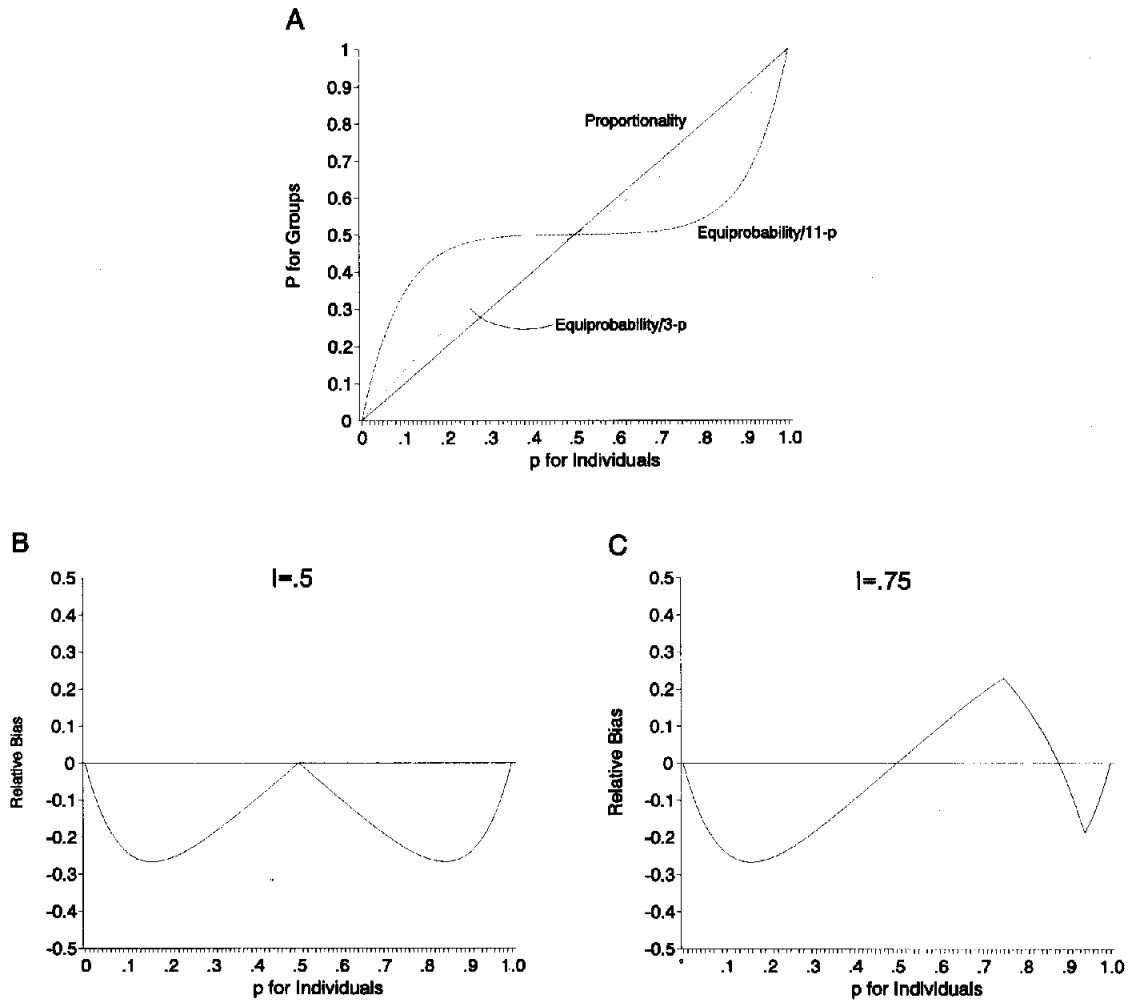 A
1
0.9
0.8
0.7
0.6
0.5
0.4
0.3
0.2
0.1
0
P for Groups
Proportionality
Equiprobability/11-p
Equiprobability/3-p
0 .1 .2 .3 .4 .5 .6 .7 .8 .9 1.0
p for Individuals
B
I=.5
0.5
0.4
0.3
0.2
0.1
0
-0.1
-0.2
-0.3
-0.4
-0.5
Relative Bias
0 .1 .2 .3 .4 .5 .6 .7 .8 .9 1.0
p for Individuals
C
I=.75
0.5
0.4
0.3
0.2
0.1
0
-0.1
-0.2
-0.3
-0.4
-0.5
Relative Bias
.1 .2 .3 .4 .5 .6 .7 .8 .9 1.0
p for Individuals